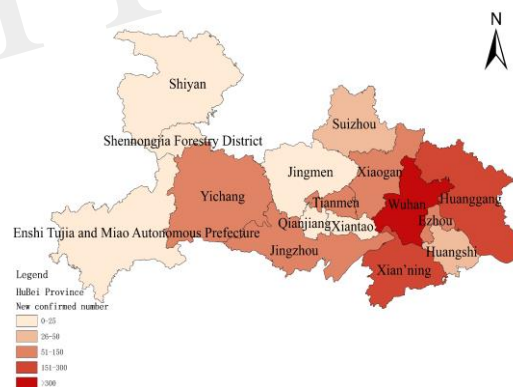 N
Shiyan
Suizhou
Shennongjia Forestry District
Jingmen
Xiaogan
Huanggang
Yichang
Tianmen
Wuhan
Qianjiang
Xiantao
Ezhou
Enshi Tujia and Miao Autonomous Prefecture
Jingzhou
Huangshi
Xian'ning
Legend
HuBei Province
New confirmed number
0-25
26-50
51-150
151-300
>300